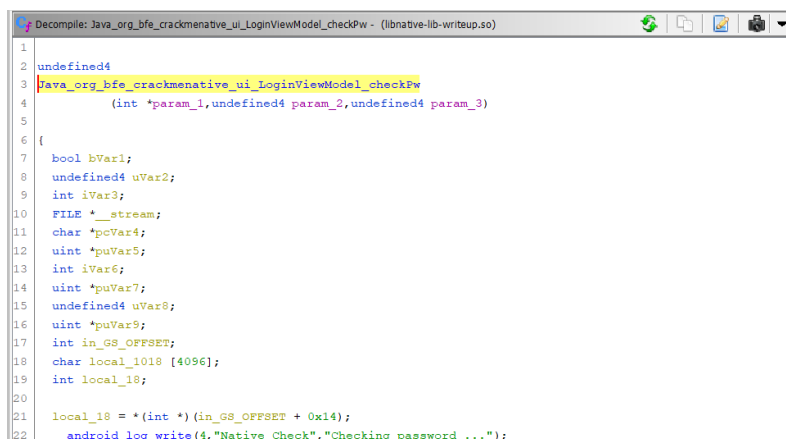 Decompile: Java_org_bfe_crackmenative_ui_LoginViewModel_checkPw - (libnative-lib-writeup.so)
1
2 undefined4
3 Java_org_bfe_crackmenative_ui_LoginViewModel_checkPw
4 (int *param_1,undefined4 param_2,undefined4 param_3)
5
6 {
7 bool bVar1;
8 undefined4 uVar2;
9 int iVar3;
10 FILE *__stream;
11 char *pcVar4;
12 uint *puVar5;
13 int iVar6;
14 uint *puVar7;
15 undefined4 uVar8;
16 uint *puVar9;
17 int in_GS_OFFSET;
18 char local_1018 [4096];
19 int local_18;
20
21 local_18 = *(int *)(in_GS_OFFSET + 0x14);
22 __android_log_write(4,"Native Check","Checking password ...");